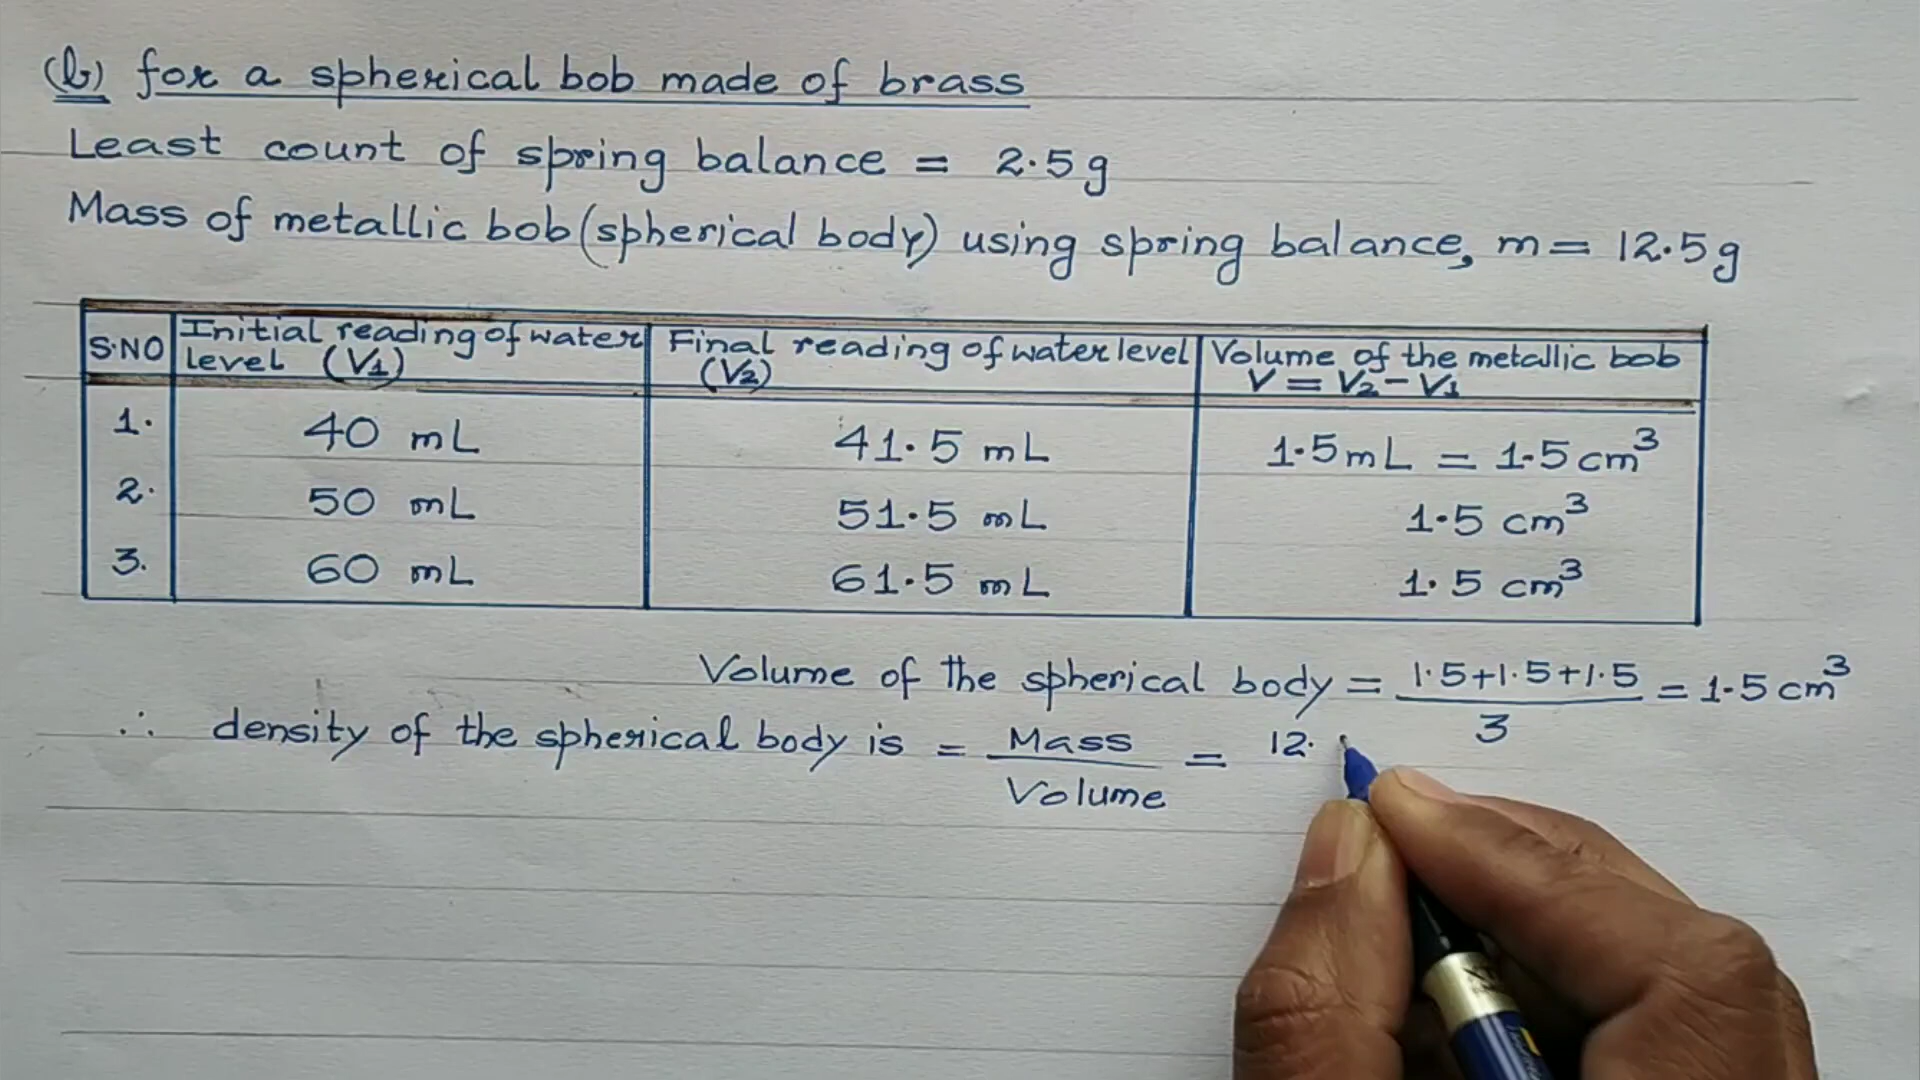 (b) for a spherical bob made of brass
Least count of spring balance = 2.5g
Mass of metallic bob (spherical body) using spring balance, m = 12.5g
S.NO
Initial reading of water
level (V1)
Final reading of water level
(V2)
Volume of the metallic bob
V = V2 - V1
1. 40 mL 41.5 mL 1.5mL = 1.5 cm³
2. 50 mL 51.5 mL 1.5 cm³
3. 60 mL 61.5 mL 1.5 cm³
Volume of the spherical body = 1.5+1.5+1.5 / 3 = 1.5 cm³
∴ density of the spherical body is = Mass / Volume = 12.